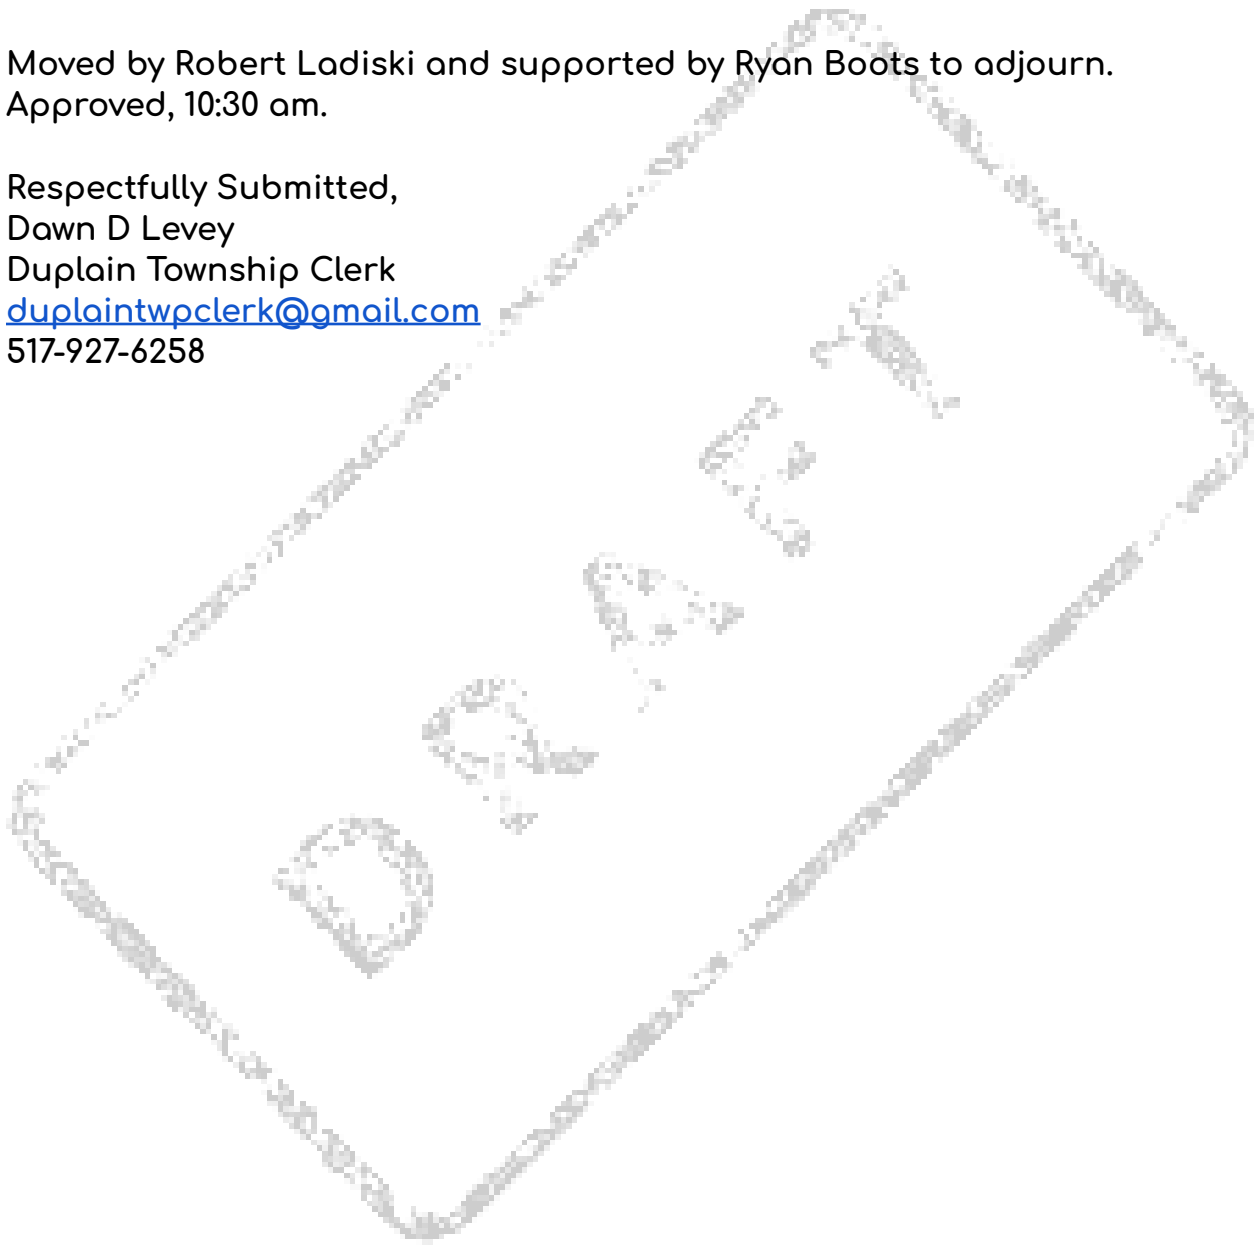 Moved by Robert Ladiski and supported by Ryan Boots to adjourn.
Approved, 10:30 am.
Respectfully Submitted,
Dawn D Levey
Duplain Township Clerk
duplaintwpclerk@gmail.com
517-927-6258
DRAFT